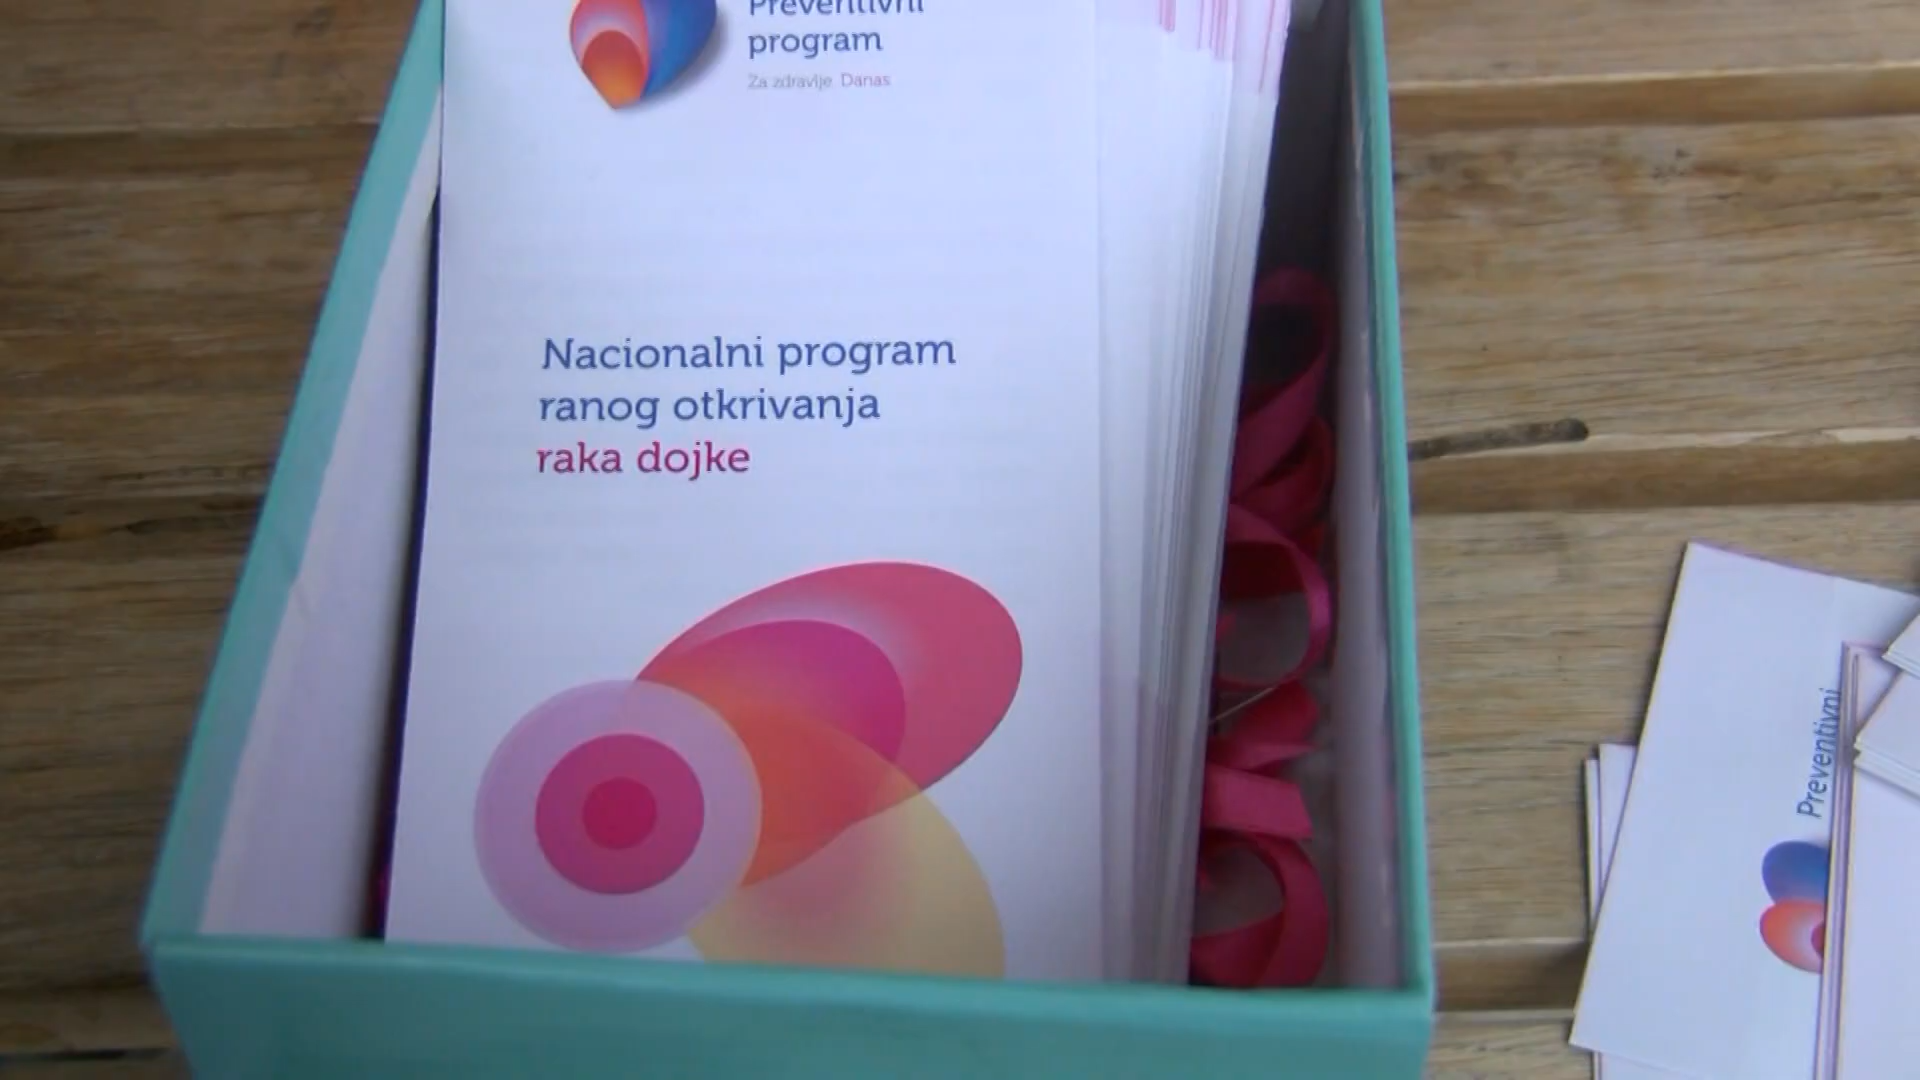 Preventivni
program
Za zdravlje. Danas
Nacionalni program
ranog otkrivanja
raka dojke
Preventivni